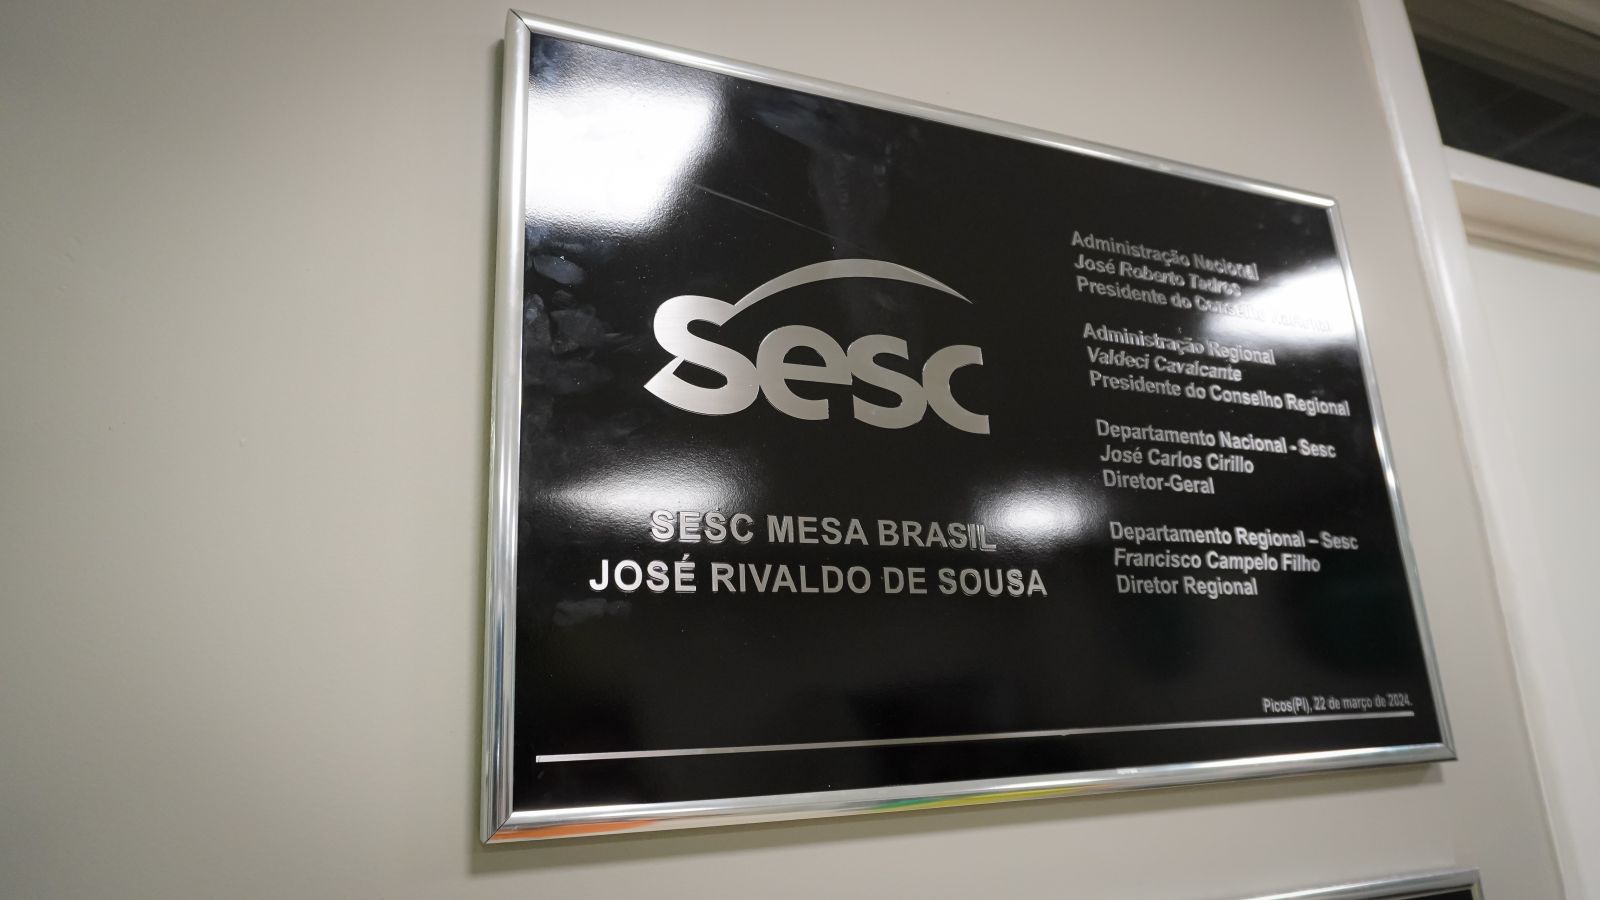 Sesc
SESC MESA BRASIL
JOSÉ RIVALDO DE SOUSA
Administração Nacional
José Roberto Tadros
Presidente do Conselho Nacional
Administração Regional
Valdeci Cavalcante
Presidente do Conselho Regional
Departamento Nacional - Sesc
José Carlos Cirillo
Diretor-Geral
Departamento Regional – Sesc
Francisco Campelo Filho
Diretor Regional
Picos(PI), 22 de março de 2024.